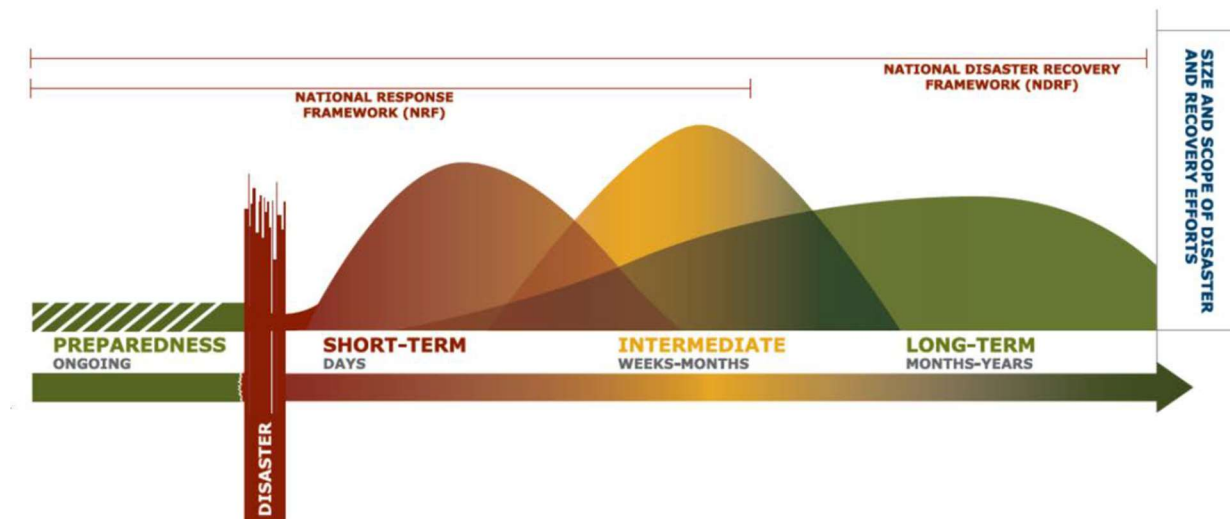 NATIONAL DISASTER RECOVERY
FRAMEWORK (NDRF)
NATIONAL RESPONSE
FRAMEWORK (NRF)
SIZE AND SCOPE OF DISASTER
AND RECOVERY EFFORTS
PREPAREDNESS
ONGOING
SHORT-TERM
DAYS
INTERMEDIATE
WEEKS-MONTHS
LONG-TERM
MONTHS-YEARS
DISASTER